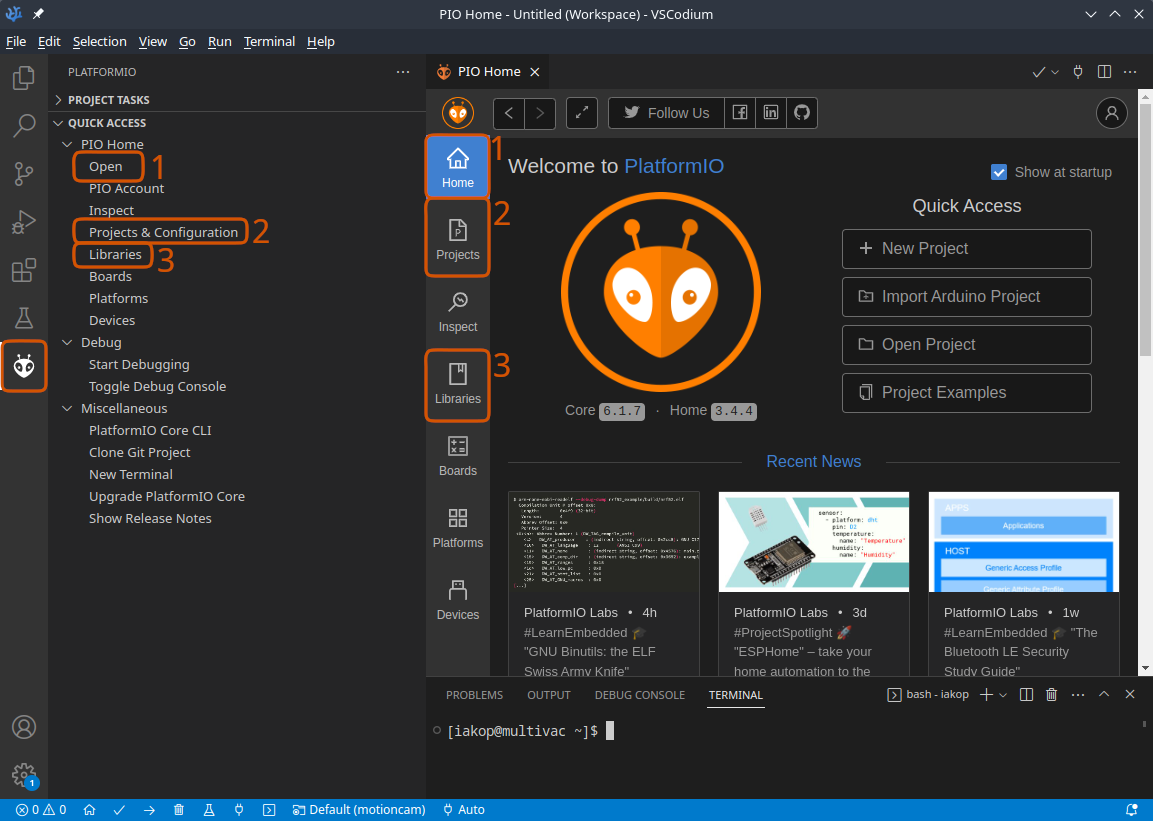 PIO Home - Untitled (Workspace) - VSCodium
File Edit Selection View Go Run Terminal Help
PLATFORMIO
PROJECT TASKS
QUICK ACCESS
PIO Home
Open 1
PIO Account
Inspect
Projects & Configuration 2
Libraries 3
Boards
Platforms
Devices
Debug
Start Debugging
Toggle Debug Console
Miscellaneous
PlatformIO Core CLI
Clone Git Project
New Terminal
Upgrade PlatformIO Core
Show Release Notes
1
PIO Home
Follow Us
Home 1
Projects 2
Inspect
Libraries 3
Boards
Platforms
Devices
Welcome to PlatformIO
Show at startup
Quick Access
New Project
Import Arduino Project
Open Project
Project Examples
Core 6.1.7 · Home 3.4.4
Recent News
sensor:
- platform: dht
pin: D2
temperature:
name: "Temperature"
humidity:
name: "Humidity"
APPS
Applications
HOST
Generic Access Profile
Generic Attribute Profile
PlatformIO Labs • 4h
#LearnEmbedded 🎓
"GNU Binutils: the ELF
Swiss Army Knife"
PlatformIO Labs • 3d
#ProjectSpotlight 🚀
"ESPHome" – take your
home automation to the
PlatformIO Labs • 1w
#LearnEmbedded 🎓 "The
Bluetooth LE Security
Study Guide"
PROBLEMS OUTPUT DEBUG CONSOLE TERMINAL
bash - iakop
[iakop@multivac ~]$
0 0 Default (motioncam) Auto